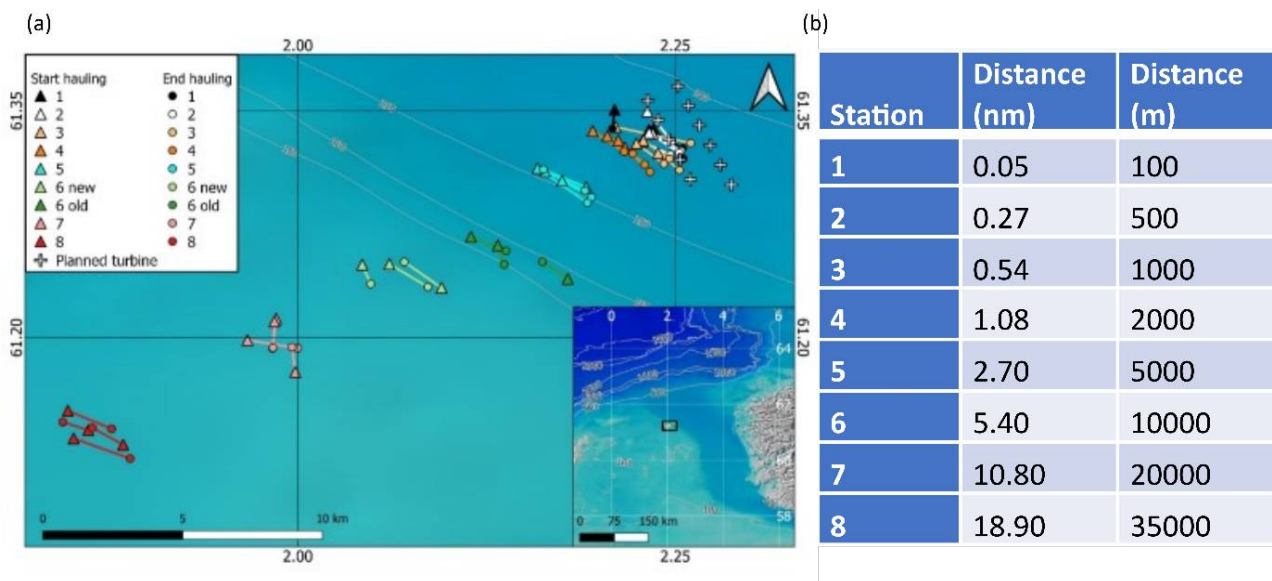 (a)
(b)
2.00 2.25
Start hauling End hauling
1 1
2 2
3 3
4 4
5 5
6 new 6 new
6 old 6 old
7 7
8 8
Planned turbine
61.35 61.35
61.20 61.20
0 5 10 km
2.00 2.25
0 2 4 6
64
58
0 75 150 km
Station Distance (nm) Distance (m)
1 0.05 100
2 0.27 500
3 0.54 1000
4 1.08 2000
5 2.70 5000
6 5.40 10000
7 10.80 20000
8 18.90 35000